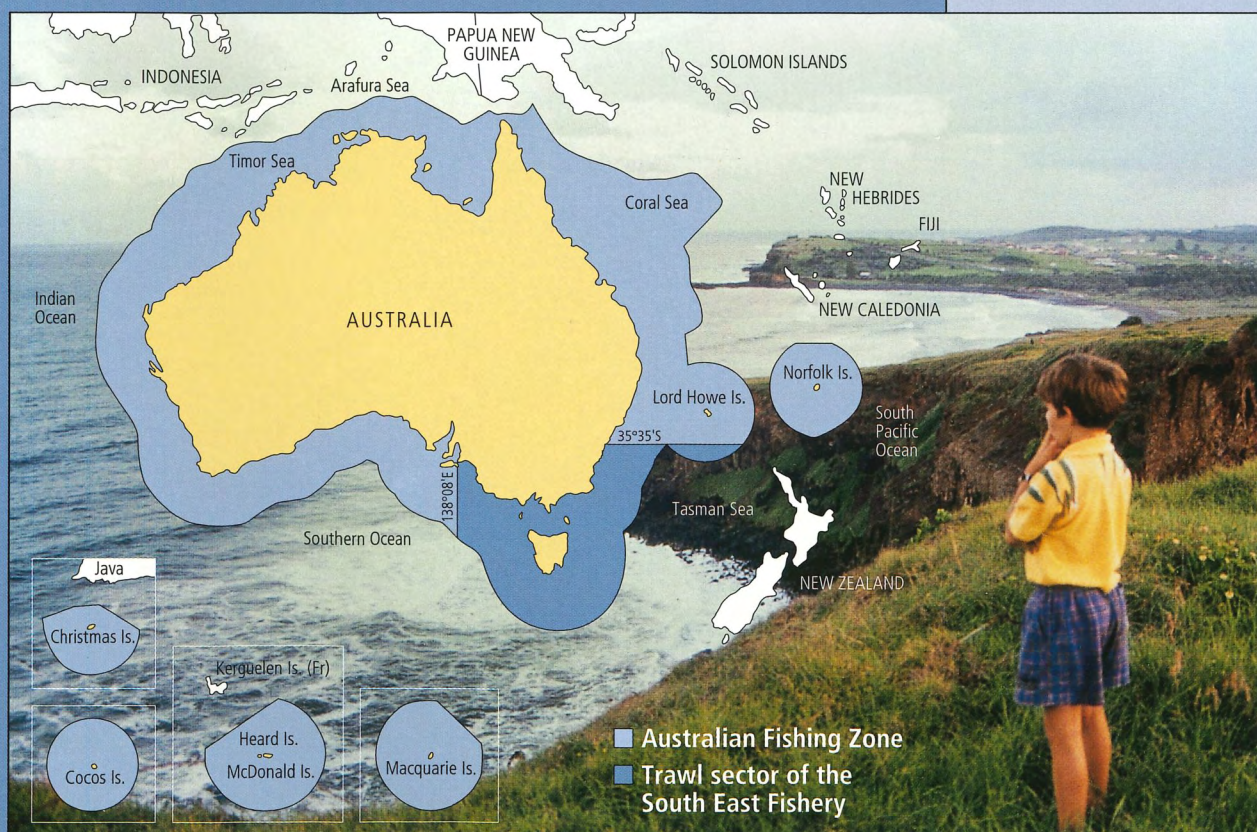 PAPUA NEW
GUINEA
SOLOMON ISLANDS
INDONESIA
Arafura Sea
Timor Sea
NEW
HEBRIDES
Coral Sea
FIJI
Indian
Ocean
NEW CALEDONIA
AUSTRALIA
Norfolk Is.
Lord Howe Is.
South
Pacific
Ocean
35°35'S
138°08'E
Tasman Sea
Southern Ocean
NEW ZEALAND
Java
Christmas Is.
Kerguelen Is. (Fr)
Heard Is.
McDonald Is.
Cocos Is.
Macquarie Is.
Australian Fishing Zone
Trawl sector of the
South East Fishery